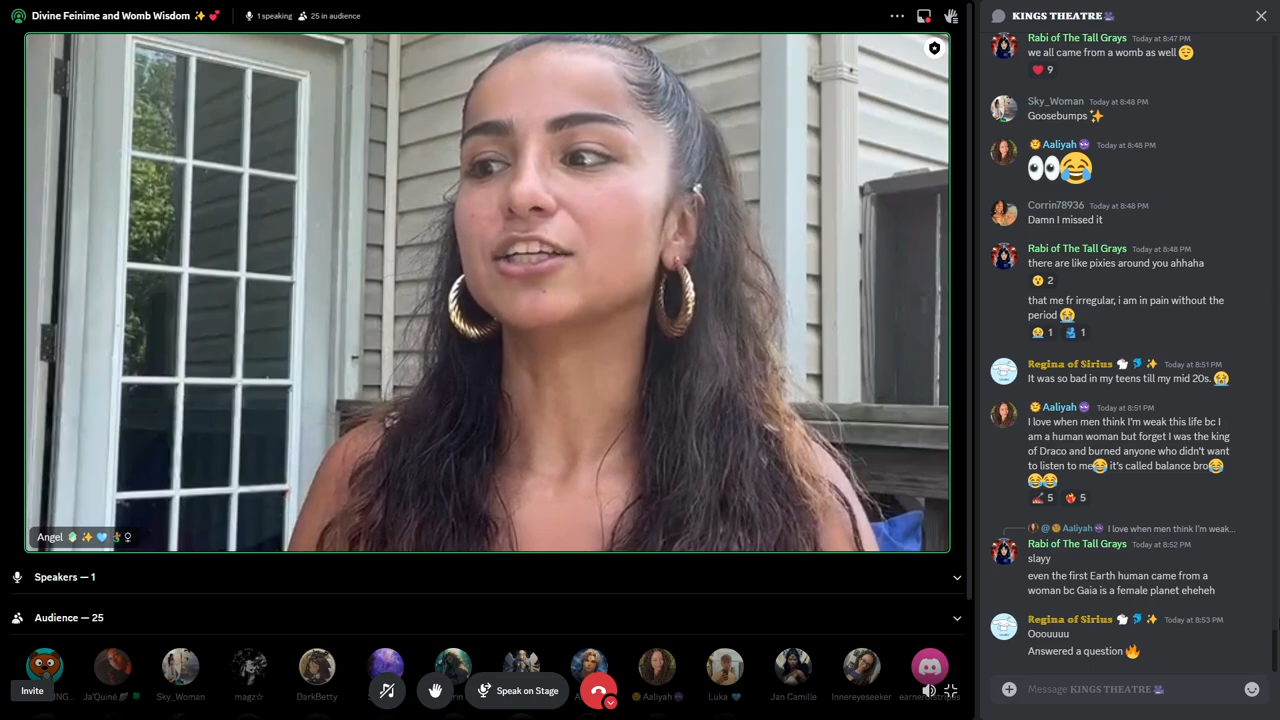 Divine Feinime and Womb Wisdom ✨ 💕
1 speaking
25 in audience
KINGS THEATRE
Rabi of The Tall Grays Today at 8:47 PM
we all came from a womb as well 😌
❤️ 9
Sky_Woman Today at 8:48 PM
Goosebumps ✨
Aaliyah Today at 8:48 PM
👀😂
Corrin78936 Today at 8:48 PM
Damn I missed it
Rabi of The Tall Grays Today at 8:48 PM
there are like pixies around you ahhaha
😮 2
that me fr irregular, i am in pain without the
period 😭
1 1
Regina of Sirius Today at 8:51 PM
It was so bad in my teens till my mid 20s. 😭
Aaliyah Today at 8:51 PM
I love when men think I'm weak this life bc I
am a human woman but forget I was the king
of Draco and burned anyone who didn't want
to listen to me😂 it's called balance bro😂
😂😂
5 5
@ Aaliyah I love when men think I'm weak...
Rabi of The Tall Grays Today at 8:52 PM
slayy
even the first Earth human came from a
woman bc Gaia is a female planet eheheh
Regina of Sirius Today at 8:53 PM
Ooouuuu
Answered a question 🔥
Message KINGS THEATRE
Angel
Speakers — 1
Audience — 25
Ja'Quiné
Sky_Woman
magz☆
DarkBetty
Aaliyah
Luka 💙
Jan Camille
Innereyeseeker
Invite
Speak on Stage